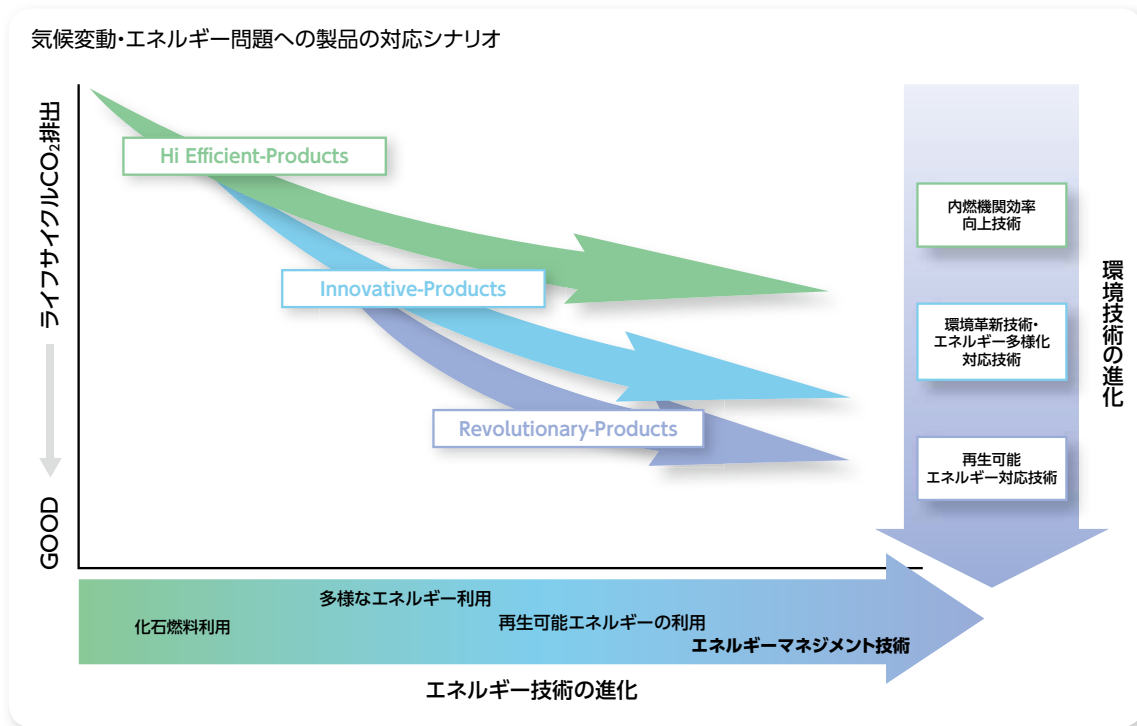 気候変動・エネルギー問題への製品の対応シナリオ
ライフサイクルCO₂排出
GOOD
Hi Efficient-Products
Innovative-Products
Revolutionary-Products
内燃機関効率
向上技術
環境革新技術・
エネルギー多様化
対応技術
再生可能
エネルギー対応技術
環境技術の進化
化石燃料利用
多様なエネルギー利用
再生可能エネルギーの利用
エネルギーマネジメント技術
エネルギー技術の進化